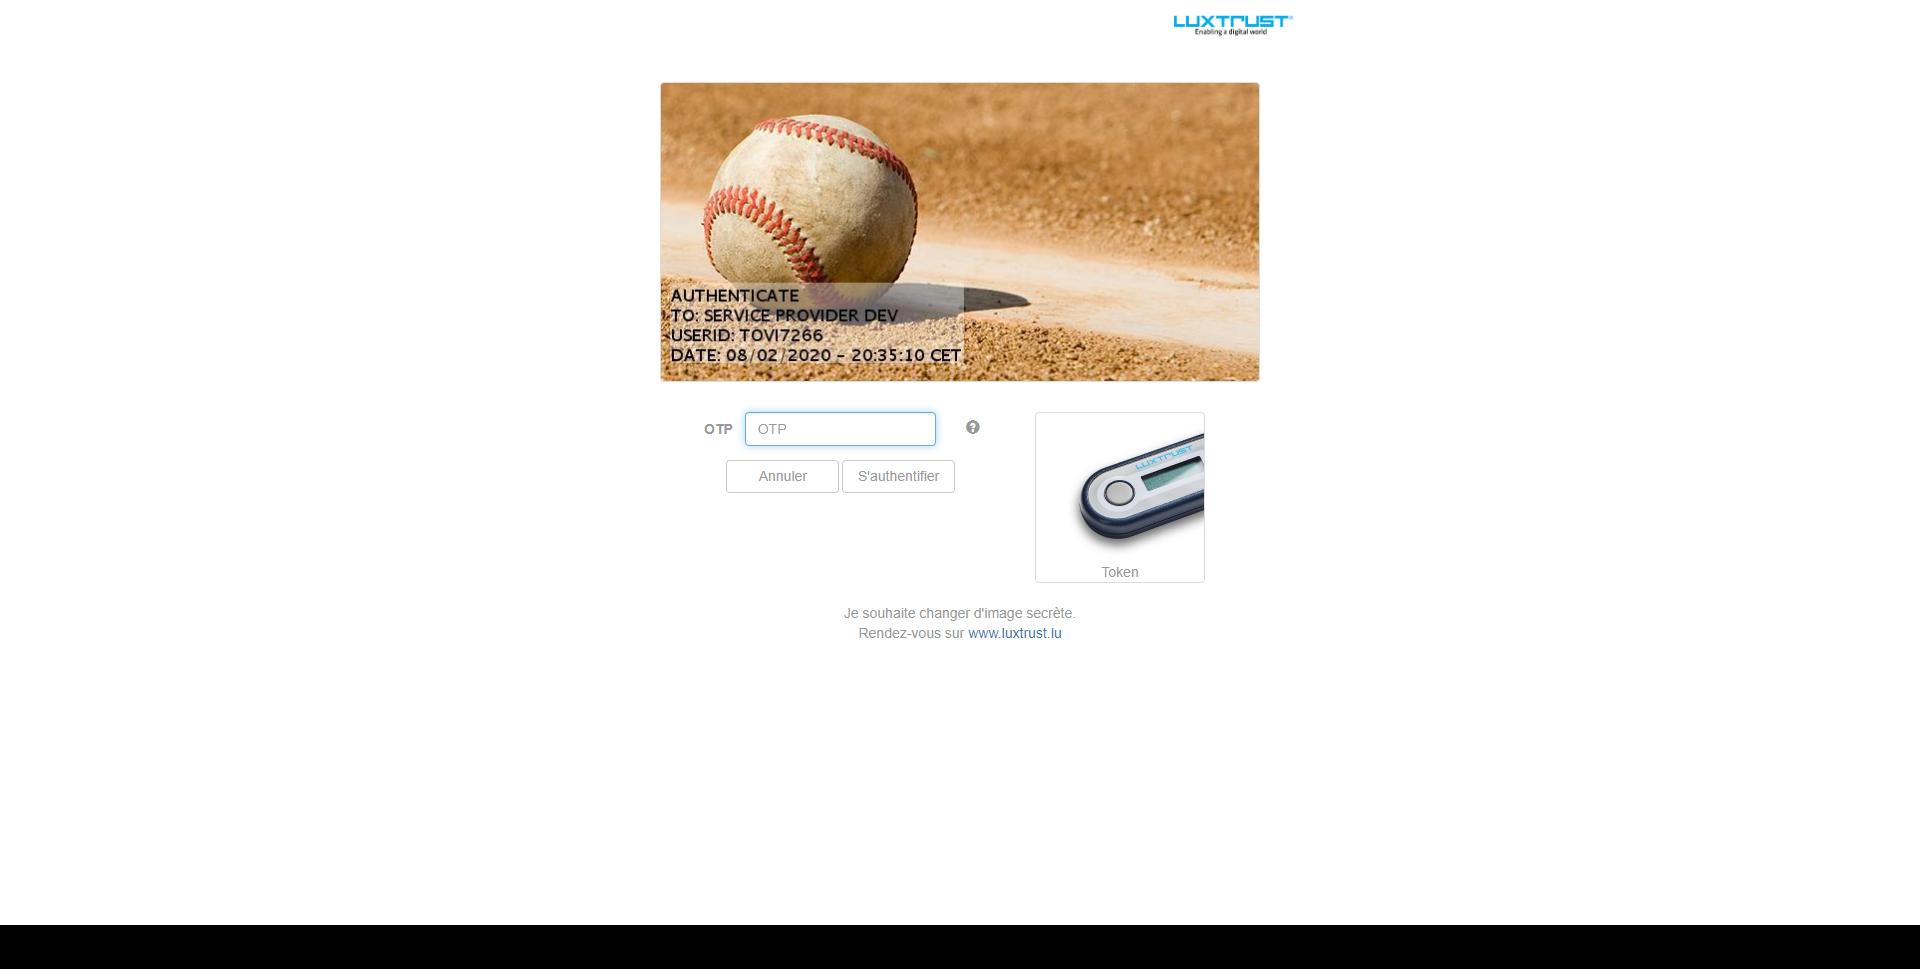 LUXTRUST
Enabling a digital world
AUTHENTICATE
TO: SERVICE PROVIDER DEV
USERID: TOVI7266
DATE: 08/02/2020 - 20:35:10 CET
OTP OTP ?
Annuler S'authentifier
LUXTRUST
Token
Je souhaite changer d'image secrète.
Rendez-vous sur www.luxtrust.lu